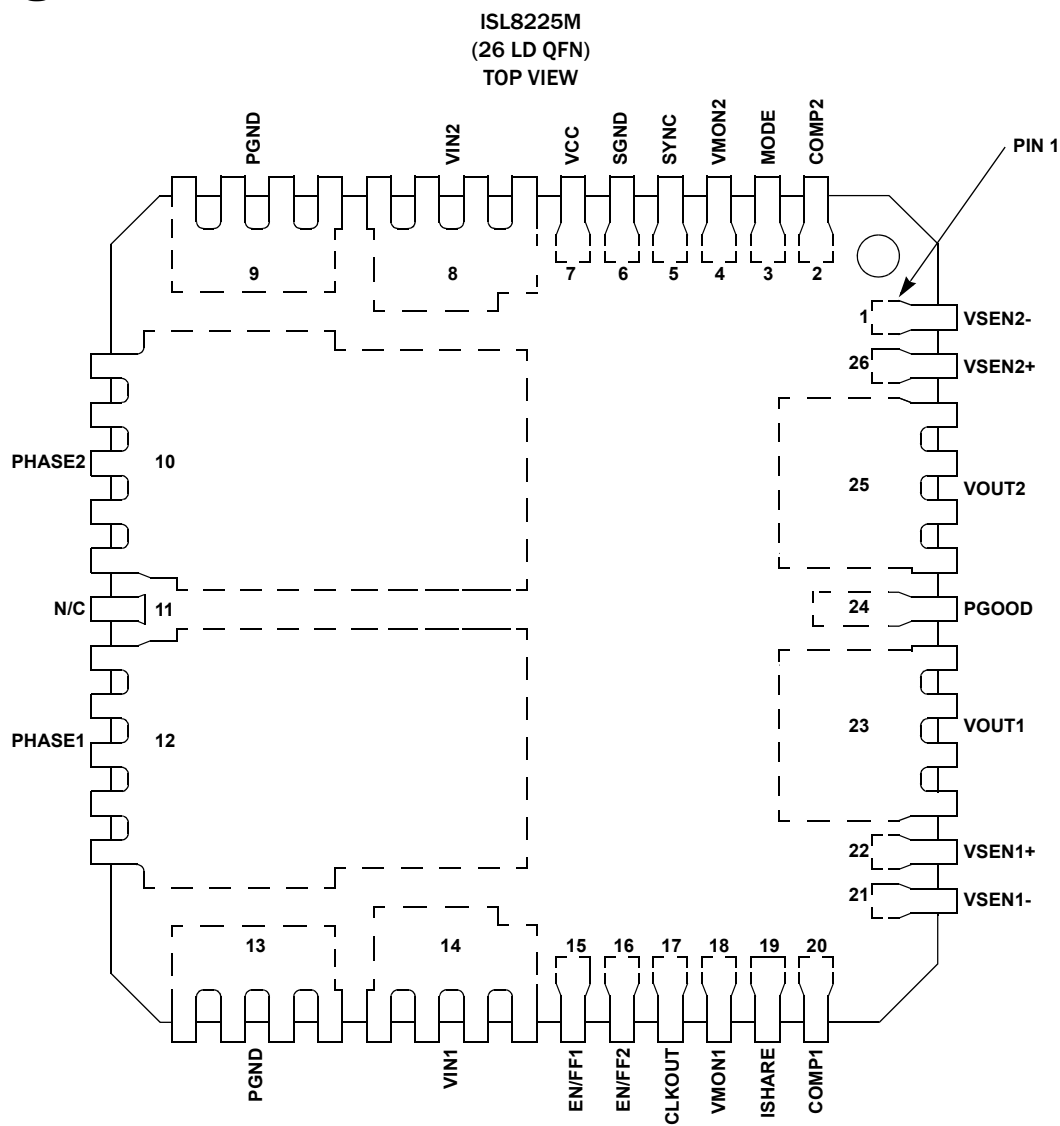 ISL8225M
(26 LD QFN)
TOP VIEW
PGND
VIN2
VCC
SGND
SYNC
VMON2
MODE
COMP2
PIN 1
9
8
7
6
5
4
3
2
1
VSEN2-
26
VSEN2+
PHASE2
10
25
VOUT2
N/C
11
24
PGOOD
PHASE1
12
23
VOUT1
22
VSEN1+
21
VSEN1-
13
14
15
16
17
18
19
20
PGND
VIN1
EN/FF1
EN/FF2
CLKOUT
VMON1
ISHARE
COMP1